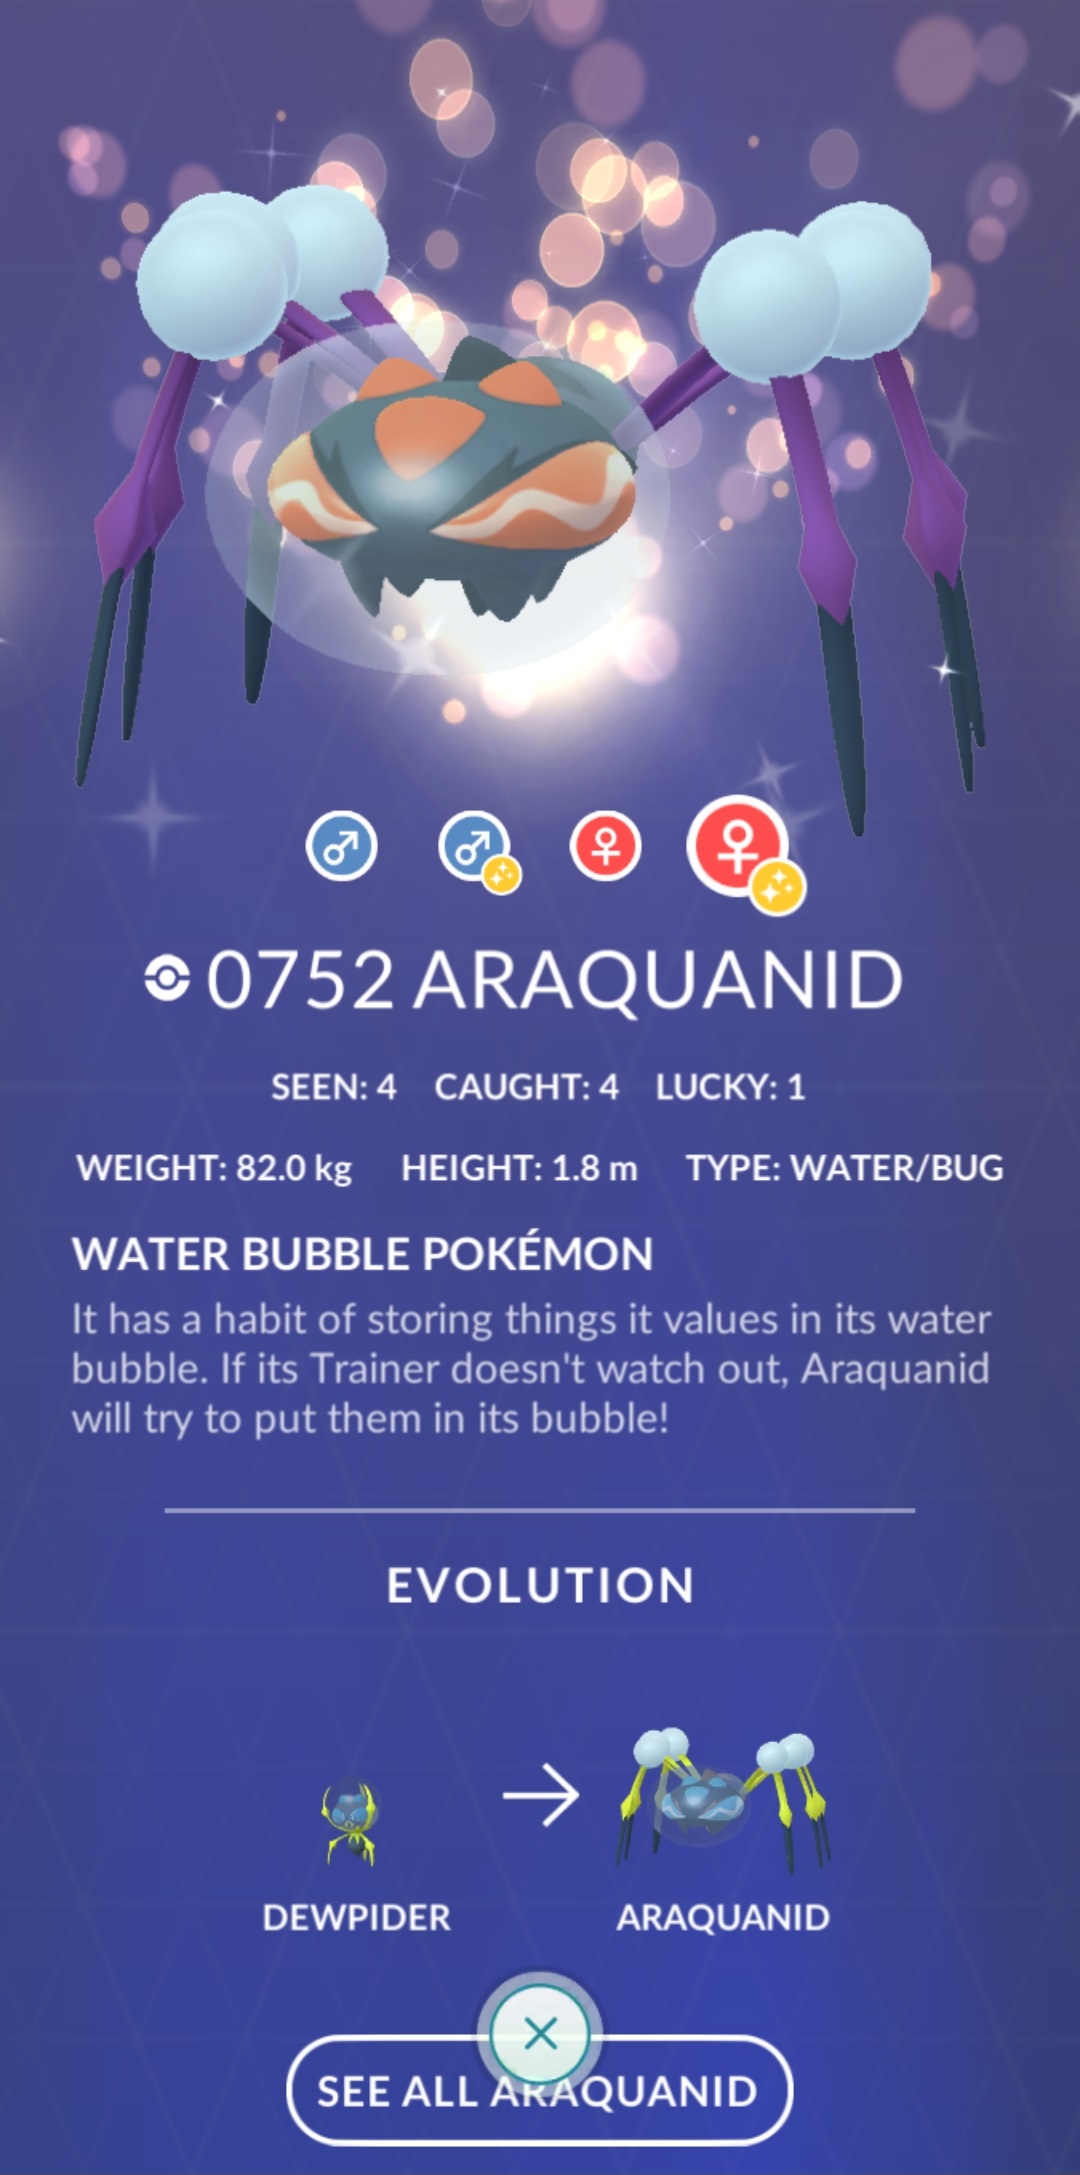 0752 ARAQUANID
SEEN: 4 CAUGHT: 4 LUCKY: 1
WEIGHT: 82.0 kg HEIGHT: 1.8 m TYPE: WATER/BUG
WATER BUBBLE POKÉMON
It has a habit of storing things it values in its water
bubble. If its Trainer doesn't watch out, Araquanid
will try to put them in its bubble!
EVOLUTION
DEWPIDER
ARAQUANID
SEE ALL ARAQUANID